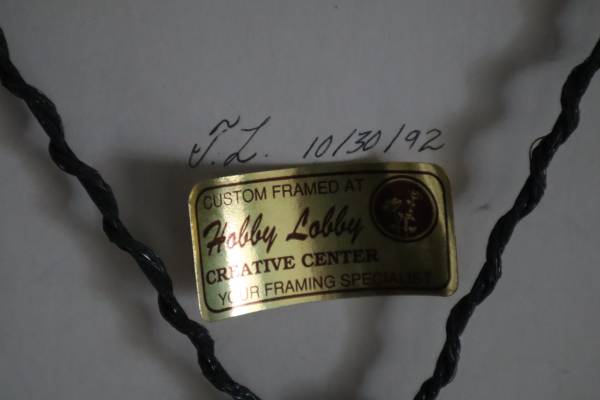 J.L. 10/30/92
CUSTOM FRAMED AT
Hobby Lobby
CREATIVE CENTER
YOUR FRAMING SPECIALIST